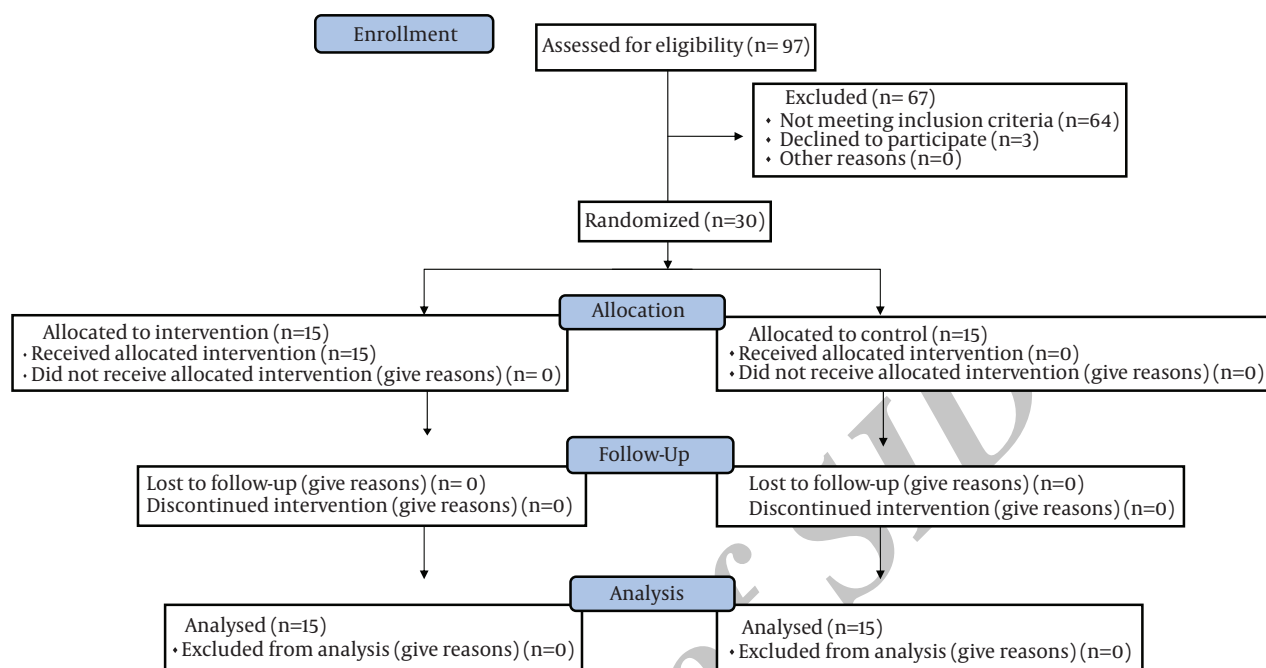 Enrollment
Assessed for eligibility (n= 97)
Excluded (n= 67)
⬧ Not meeting inclusion criteria (n=64)
⬧ Declined to participate (n=3)
⬧ Other reasons (n=0)
Randomized (n=30)
Allocation
Allocated to intervention (n=15)
· Received allocated intervention (n=15)
· Did not receive allocated intervention (give reasons) (n= 0)
Allocated to control (n=15)
⬧ Received allocated intervention (n=0)
⬧ Did not receive allocated intervention (give reasons) (n=0)
Follow-Up
Lost to follow-up (give reasons) (n= 0)
Discontinued intervention (give reasons) (n=0)
Lost to follow-up (give reasons) (n=0)
Discontinued intervention (give reasons) (n=0)
Analysis
Analysed (n=15)
⬧ Excluded from analysis (give reasons) (n=0)
Analysed (n=15)
⬧ Excluded from analysis (give reasons) (n=0)
of SID